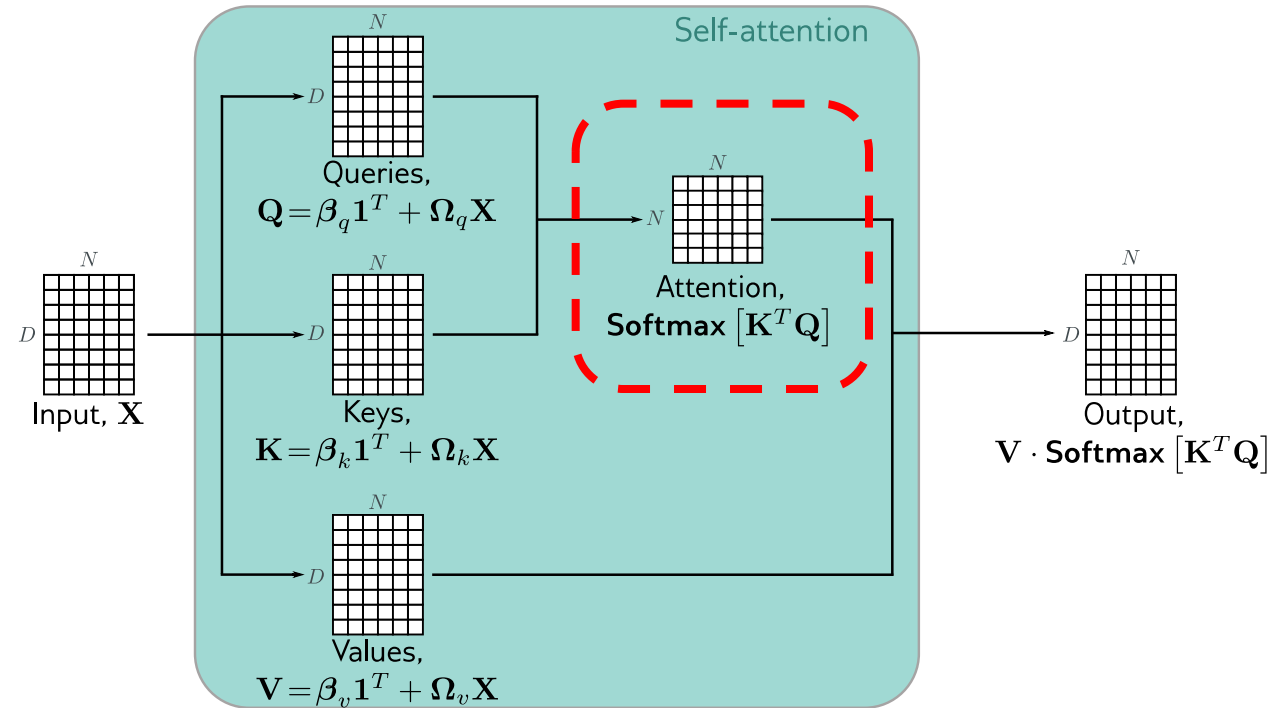 Self-attention
N
D
Queries,
Q=β_q1^T + Ω_qX
N
N
Attention,
Softmax [K^TQ]
N
D
Input, X
N
D
Keys,
K=β_k1^T + Ω_kX
N
D
Output,
V · Softmax [K^TQ]
N
D
Values,
V=β_v1^T + Ω_vX